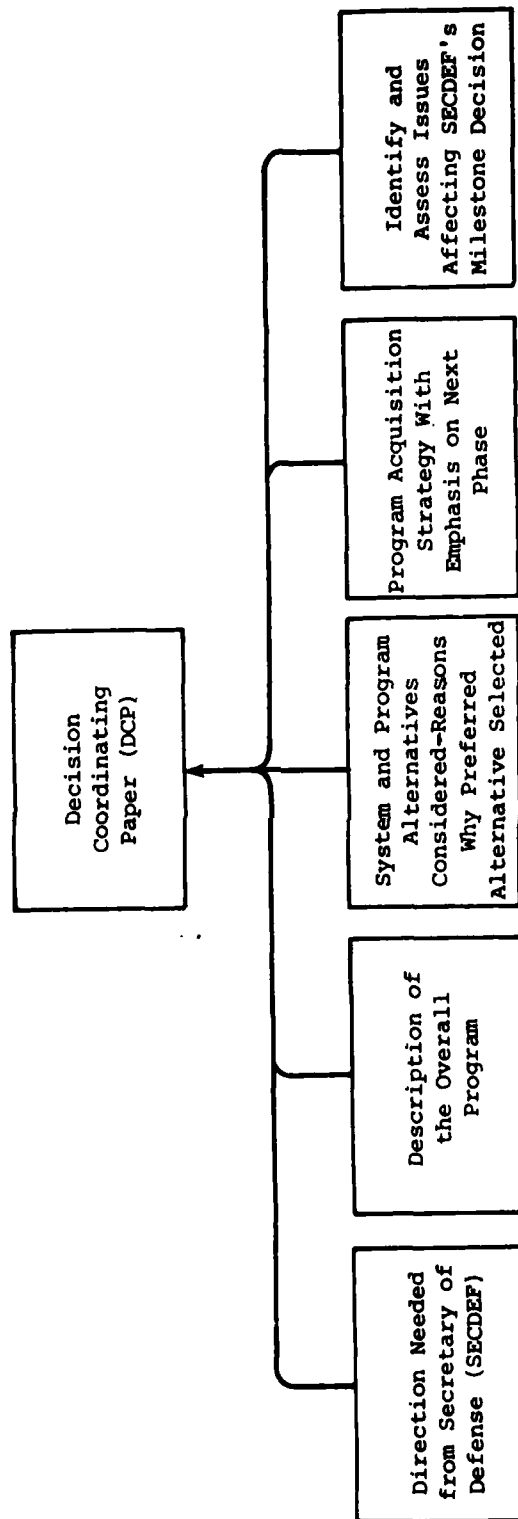 Decision
Coordinating
Paper (DCP)
Direction Needed
from Secretary of
Defense (SECDEF)
Description of
the Overall
Program
System and Program
Alternatives
Considered-Reasons
Why Preferred
Alternative Selected
Program Acquisition
Strategy With
Emphasis on Next
Phase
Identify and
Assess Issues
Affecting SECDEF's
Milestone Decision